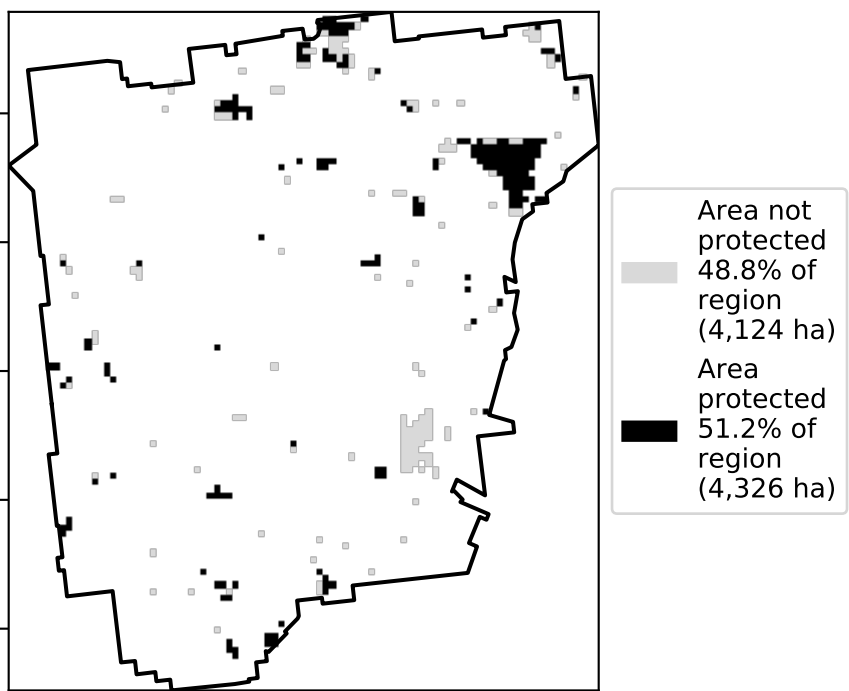 Area not
protected
48.8% of
region
(4,124 ha)
Area
protected
51.2% of
region
(4,326 ha)